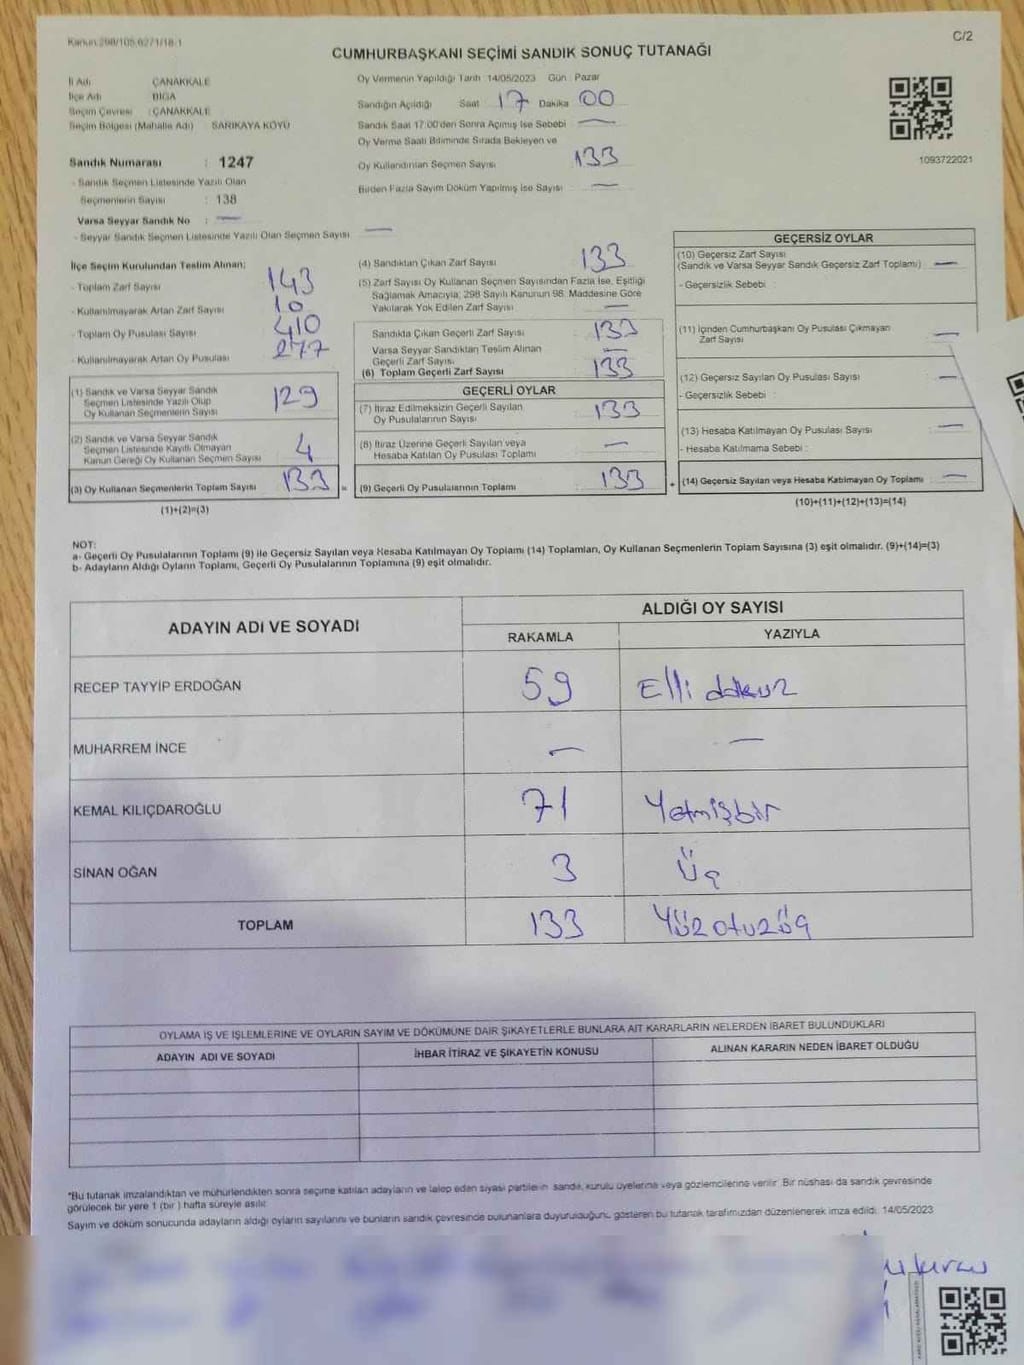 Kanun:298/105,6271/18-1
C/2
CUMHURBAŞKANI SEÇİMİ SANDIK SONUÇ TUTANAĞI
İl Adı : ÇANAKKALE
İlçe Adı : BİGA
Seçim Çevresi : ÇANAKKALE
Seçim Bölgesi (Mahalle Adı) : SARIKAYA KÖYÜ
Sandık Numarası : 1247
- Sandık Seçmen Listesinde Yazılı Olan
Seçmenlerin Sayısı : 138
Varsa Seyyar Sandık No : —
- Seyyar Sandık Seçmen Listesinde Yazılı Olan Seçmen Sayısı : —
Oy Vermenin Yapıldığı Tarih : 14/05/2023 Gün : Pazar
Sandığın Açıldığı Saat 17 Dakika 00
Sandık Saat 17:00'den Sonra Açılmış İse Sebebi : —
Oy Verme Saati Bitiminde Sırada Bekleyen ve
Oy Kullandırılan Seçmen Sayısı : 133
Birden Fazla Sayım Döküm Yapılmış İse Sayısı : —
1093722021
İlçe Seçim Kurulundan Teslim Alınan:
- Toplam Zarf Sayısı 143
- Kullanılmayarak Artan Zarf Sayısı 10
- Toplam Oy Pusulası Sayısı 410
- Kullanılmayarak Artan Oy Pusulası 277
(1) Sandık ve Varsa Seyyar Sandık
Seçmen Listesinde Yazılı Olup
Oy Kullanan Seçmenlerin Sayısı 129
(2) Sandık ve Varsa Seyyar Sandık
Seçmen Listesinde Kayıtlı Olmayan
Kanun Gereği Oy Kullanan Seçmen Sayısı 4
(3) Oy Kullanan Seçmenlerin Toplam Sayısı 133 =
(1)+(2)=(3)
(4) Sandıktan Çıkan Zarf Sayısı 133
(5) Zarf Sayısı Oy Kullanan Seçmen Sayısından Fazla İse, Eşitliği
Sağlamak Amacıyla; 298 Sayılı Kanunun 98. Maddesine Göre
Yakılarak Yok Edilen Zarf Sayısı —
Sandıkta Çıkan Geçerli Zarf Sayısı : 133
Varsa Seyyar Sandıktan Teslim Alınan
Geçerli Zarf Sayısı —
(6) Toplam Geçerli Zarf Sayısı : 133
GEÇERLİ OYLAR
(7) İtiraz Edilmeksizin Geçerli Sayılan
Oy Pusulalarının Sayısı 133
(8) İtiraz Üzerine Geçerli Sayılan veya
Hesaba Katılan Oy Pusulası Toplamı —
(9) Geçerli Oy Pusulalarının Toplamı 133 +
GEÇERSİZ OYLAR
(10) Geçersiz Zarf Sayısı
(Sandık ve Varsa Seyyar Sandık Geçersiz Zarf Toplamı) : —
- Geçersizlik Sebebi :
(11) İçinden Cumhurbaşkanı Oy Pusulası Çıkmayan
Zarf Sayısı —
(12) Geçersiz Sayılan Oy Pusulası Sayısı : —
- Geçersizlik Sebebi :
(13) Hesaba Katılmayan Oy Pusulası Sayısı : —
- Hesaba Katılmama Sebebi :
(14) Geçersiz Sayılan veya Hesaba Katılmayan Oy Toplamı : —
(10)+(11)+(12)+(13)=(14)
NOT:
a- Geçerli Oy Pusulalarının Toplamı (9) ile Geçersiz Sayılan veya Hesaba Katılmayan Oy Toplamı (14) Toplamları, Oy Kullanan Seçmenlerin Toplam Sayısına (3) eşit olmalıdır. (9)+(14)=(3)
b- Adayların Aldığı Oyların Toplamı, Geçerli Oy Pusulalarının Toplamına (9) eşit olmalıdır.
ADAYIN ADI VE SOYADI
ALDIĞI OY SAYISI
RAKAMLA YAZIYLA
RECEP TAYYİP ERDOĞAN 59 Elli dokuz
MUHARREM İNCE — —
KEMAL KILIÇDAROĞLU 71 Yetmişbir
SİNAN OĞAN 3 Üç
TOPLAM 133 Yüzotuzüç
OYLAMA İŞ VE İŞLEMLERİNE VE OYLARIN SAYIM VE DÖKÜMÜNE DAİR ŞİKAYETLERLE BUNLARA AİT KARARLARIN NELERDEN İBARET BULUNDUKLARI
ADAYIN ADI VE SOYADI İHBAR İTİRAZ VE ŞİKAYETİN KONUSU ALINAN KARARIN NEDEN İBARET OLDUĞU
*Bu tutanak imzalandıktan ve mühürlendikten sonra seçime katılan adayların ve talep eden siyasi partilerin sandık kurulu üyelerine veya gözlemcilerine verilir. Bir nüshası da sandık çevresinde
görülecek bir yere 1 (bir) hafta süreyle asılır.
Sayım ve döküm sonucunda adayların aldığı oyların sayılarını ve bunların sandık çevresinde bulunanlara duyurulduğunu gösteren bu tutanak tarafımızdan düzenlenerek imza edildi. 14/05/2023